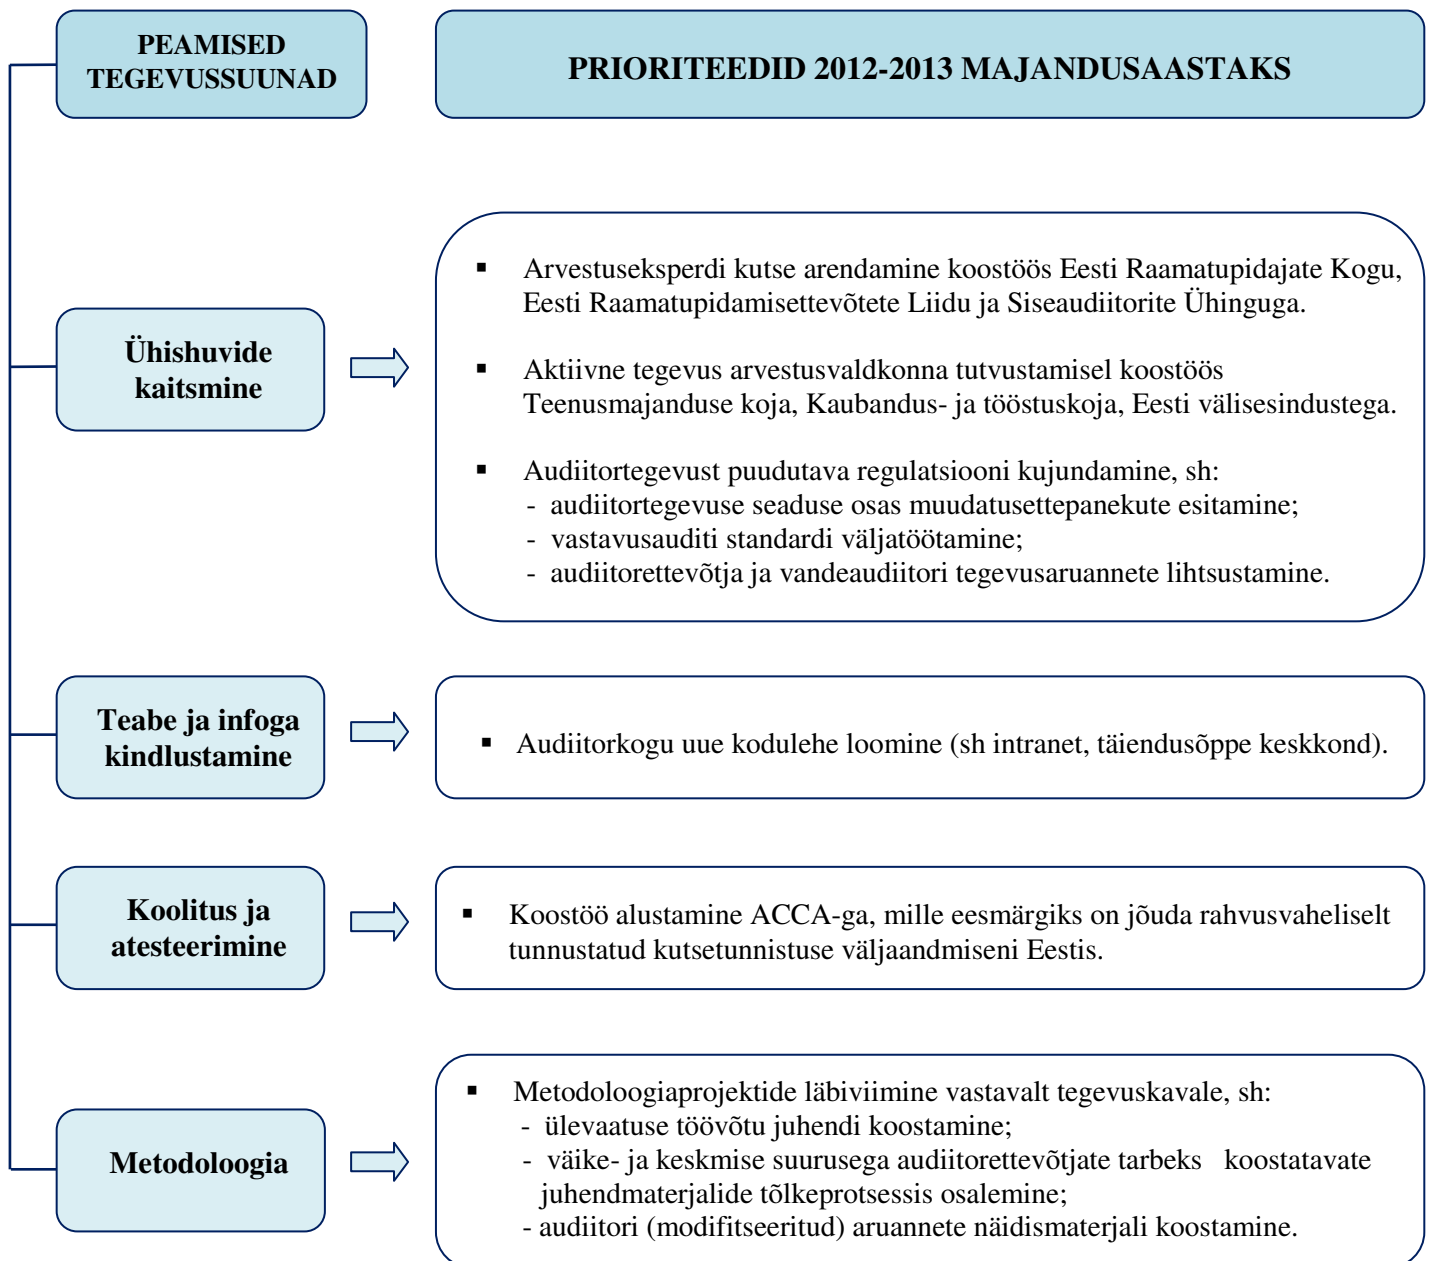 PEAMISED
TEGEVUSSUUNAD
PRIORITEEDID 2012-2013 MAJANDUSAASTAKS
Ühishuvide
kaitsmine
▪ Arvestuseksperdi kutse arendamine koostöös Eesti Raamatupidajate Kogu,
Eesti Raamatupidamisettevõtete Liidu ja Siseaudiitorite Ühinguga.
▪ Aktiivne tegevus arvestusvaldkonna tutvustamisel koostöös
Teenusmajanduse koja, Kaubandus- ja tööstuskoja, Eesti välisesindustega.
▪ Audiitortegevust puudutava regulatsiooni kujundamine, sh:
- audiitortegevuse seaduse osas muudatusettepanekute esitamine;
- vastavusauditi standardi väljatöötamine;
- audiitorettevõtja ja vandeaudiitori tegevusaruannete lihtsustamine.
Teabe ja infoga
kindlustamine
▪ Audiitorkogu uue kodulehe loomine (sh intranet, täiendusõppe keskkond).
Koolitus ja
atesteerimine
▪ Koostöö alustamine ACCA-ga, mille eesmärgiks on jõuda rahvusvaheliselt
tunnustatud kutsetunnistuse väljaandmiseni Eestis.
Metodoloogia
▪ Metodoloogiaprojektide läbiviimine vastavalt tegevuskavale, sh:
- ülevaatuse töövõtu juhendi koostamine;
- väike- ja keskmise suurusega audiitorettevõtjate tarbeks koostatavate
juhendmaterjalide tõlkeprotsessis osalemine;
- audiitori (modifitseeritud) aruannete näidismaterjali koostamine.